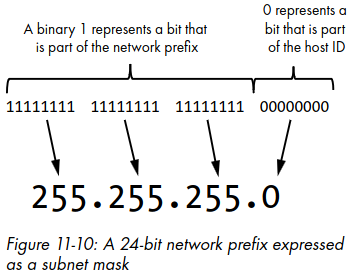 A binary 1 represents a bit that
is part of the network prefix
0 represents a
bit that is part
of the host ID
11111111 11111111 11111111 00000000
255.255.255.0
Figure 11-10: A 24-bit network prefix expressed
as a subnet mask